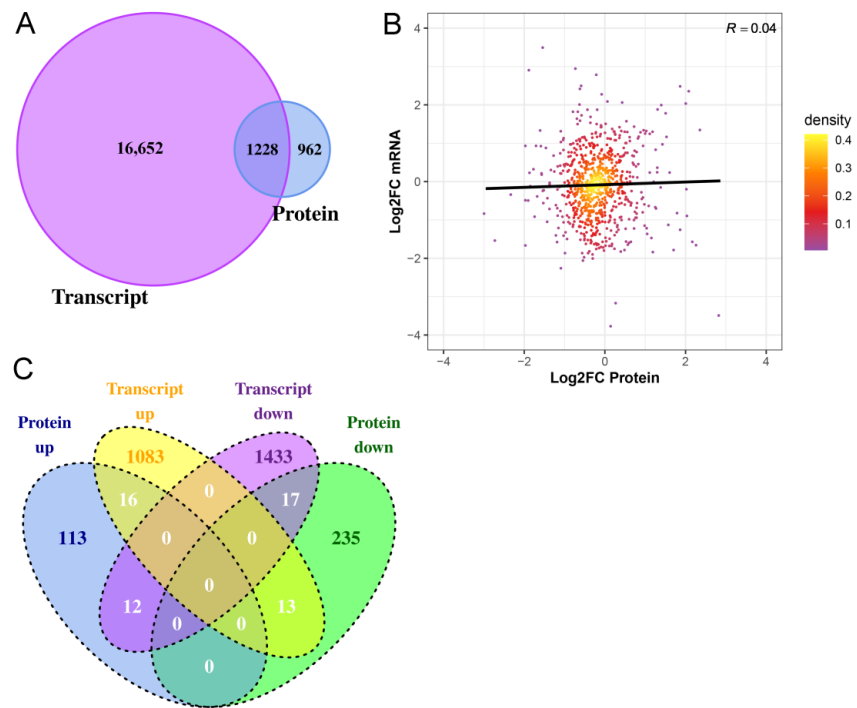 A
16,652
1228
962
Protein
Transcript
B
R = 0.04
4
2
0
−2
−4
Log2FC mRNA
−4
−2
0
2
4
Log2FC Protein
density
0.4
0.3
0.2
0.1
C
Protein
up
Transcript
up
Transcript
down
Protein
down
1083
1433
16
0
17
113
0
0
235
0
12
13
0
0
0